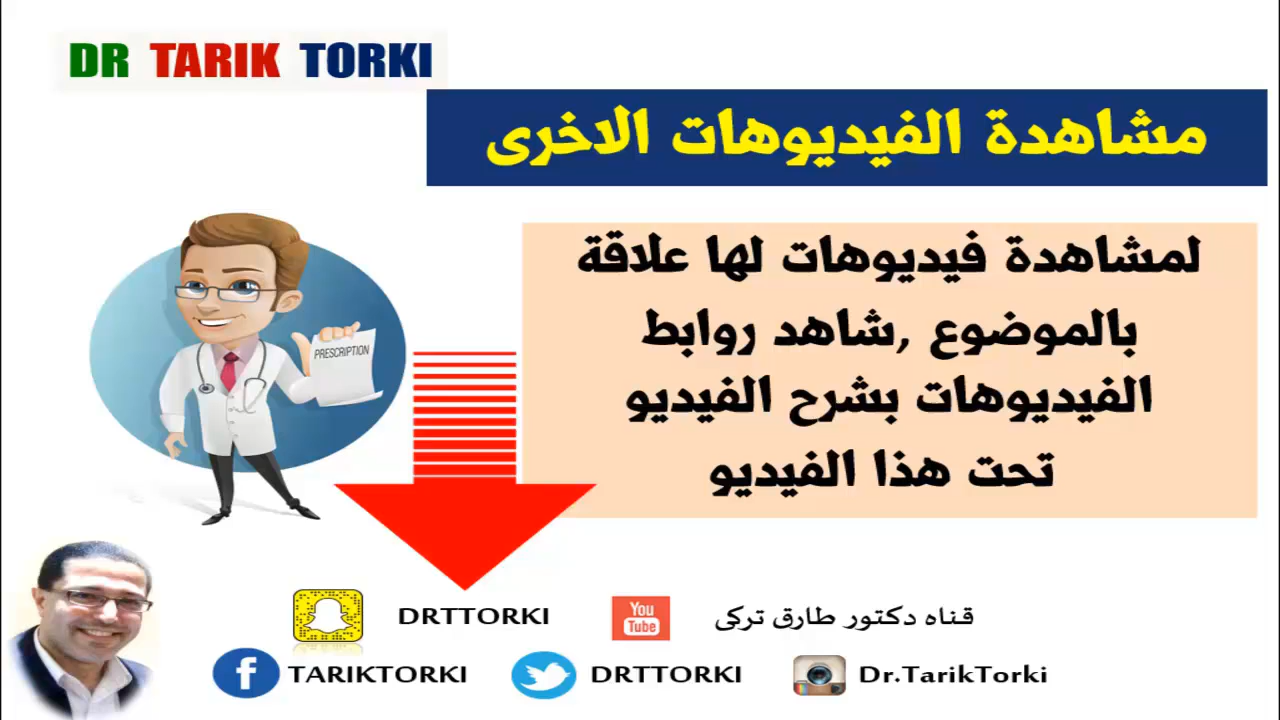 DR TARIK TORKI
مشاهدة الفيديوهات الاخرى
لمشاهدة فيديوهات لها علاقة
بالموضوع ,شاهد روابط
الفيديوهات بشرح الفيديو
تحت هذا الفيديو
PRESCRIPTION
DRTTORKI
You Tube
قناه دكتور طارق تركى
TARIKTORKI
DRTTORKI
Dr.TarikTorki